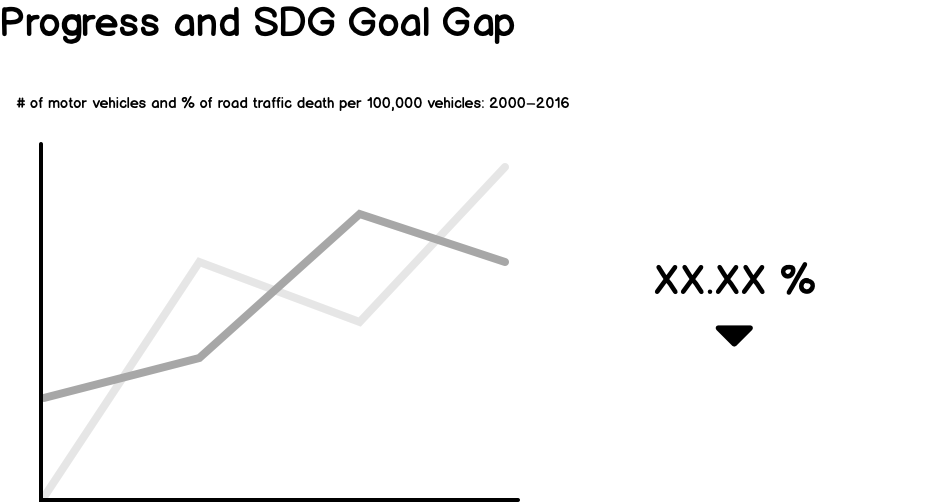 Progress and SDG Goal Gap
# of motor vehicles and % of road traffic death per 100,000 vehicles: 2000–2016
XX.XX %